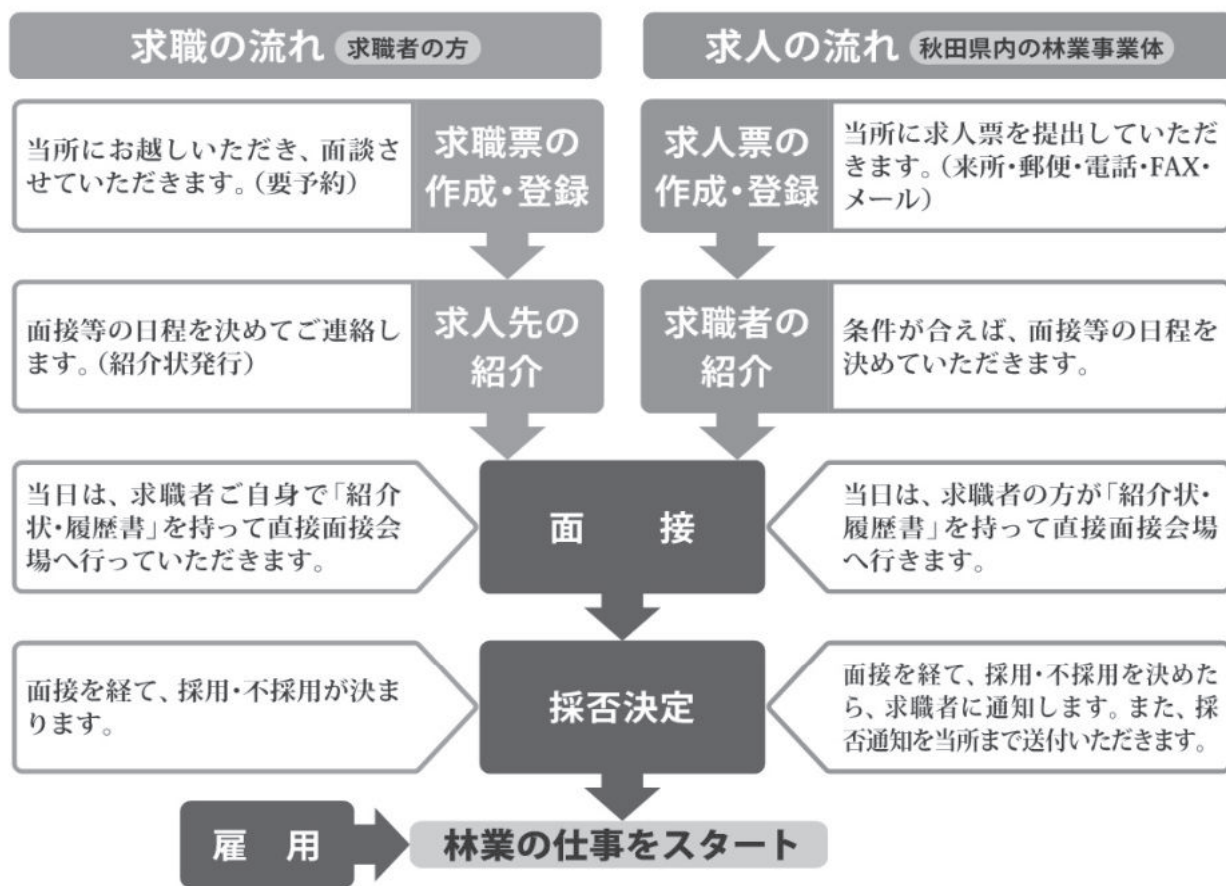 求職の流れ 求職者の方
当所にお越しいただき、面談さ
せていただきます。(要予約)
求職票の
作成・登録
面接等の日程を決めてご連絡し
ます。(紹介状発行)
求人先の
紹介
求人の流れ 秋田県内の林業事業体
求人票の
作成・登録
当所に求人票を提出していただ
きます。(来所・郵便・電話・FAX・
メール)
求職者の
紹介
条件が合えば、面接等の日程を
決めていただきます。
当日は、求職者ご自身で「紹介
状・履歴書」を持って直接面接会
場へ行っていただきます。
面 接
当日は、求職者の方が「紹介状・
履歴書」を持って直接面接会場
へ行きます。
面接を経て、採用・不採用が決ま
ります。
採否決定
面接を経て、採用・不採用を決めた
ら、求職者に通知します。また、採
否通知を当所まで送付いただきます。
雇 用
林業の仕事をスタート